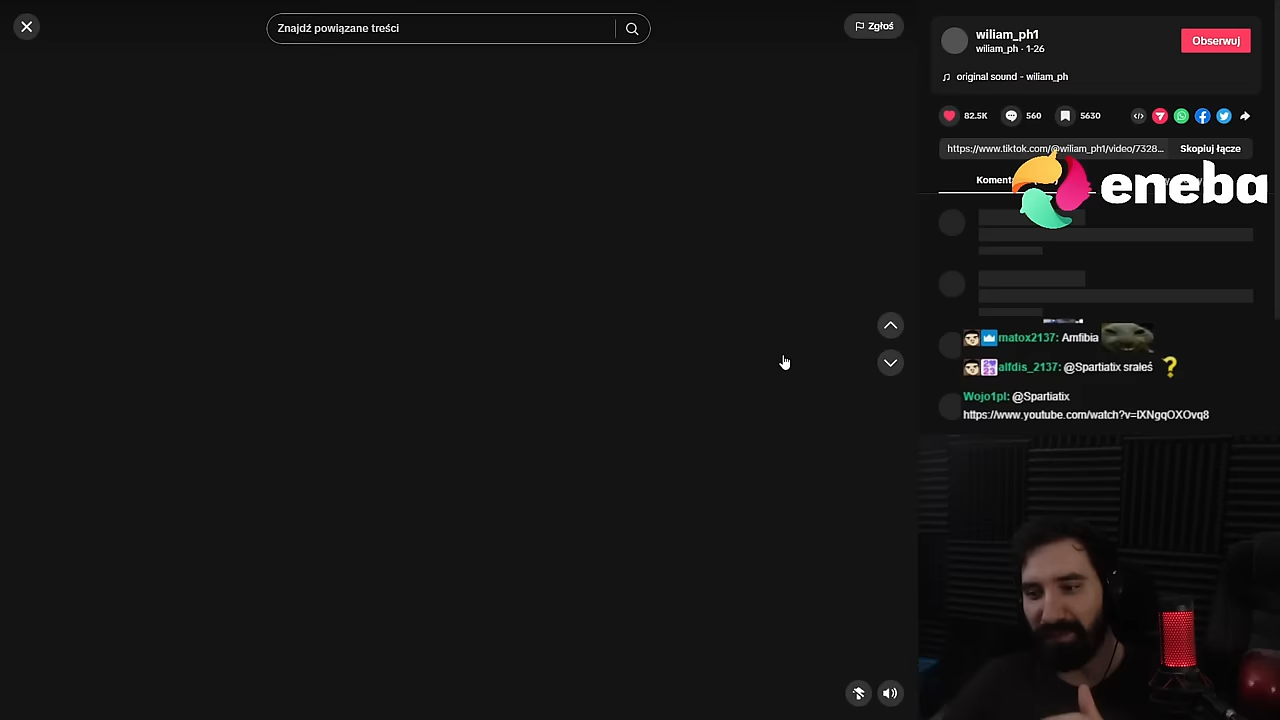 Znajdź powiązane treści
Zgłoś
wiliam_ph1
wiliam_ph · 1-26
Obserwuj
original sound - wiliam_ph
82.5K
560
5630
https://www.tiktok.com/@wiliam_ph1/video/7328...
Skopiuj łącze
eneba
matox2137: Amfibia
alfdis_2137: @Spartiatix srałeś ?
Wojo1pl: @Spartiatix
https://www.youtube.com/watch?v=lXNgqOXOvq8